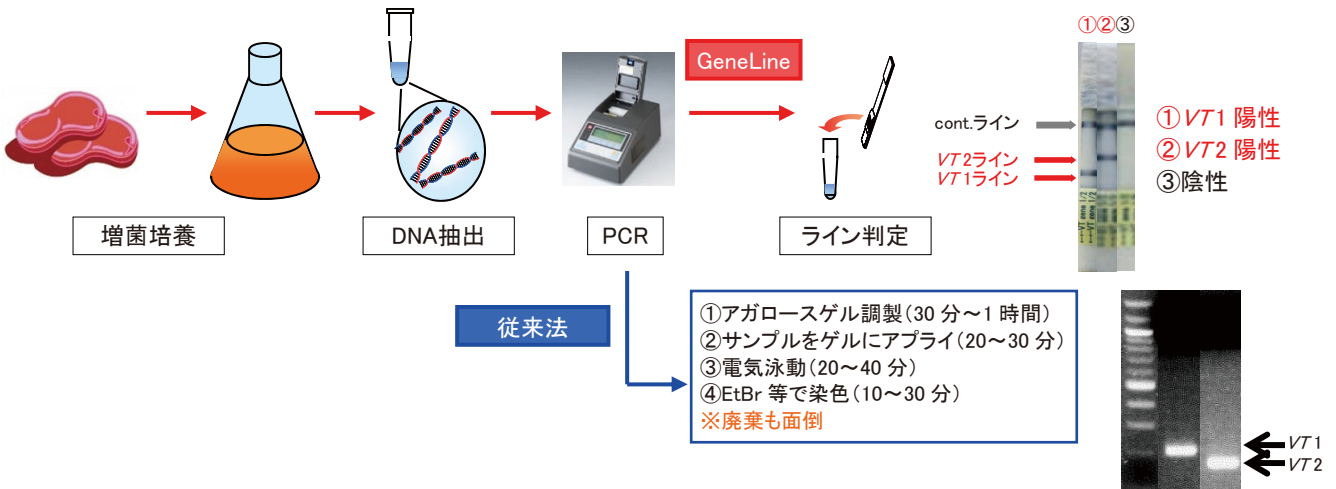 GeneLine
①②③
cont.ライン
VT2ライン
VT1ライン
①VT1 陽性
②VT2 陽性
③陰性
増菌培養
DNA抽出
PCR
ライン判定
従来法
①アガロースゲル調製（30 分～1 時間）
②サンプルをゲルにアプライ（20～30 分）
③電気泳動（20～40 分）
④EtBr 等で染色（10～30 分）
※廃棄も面倒
VT1
VT2